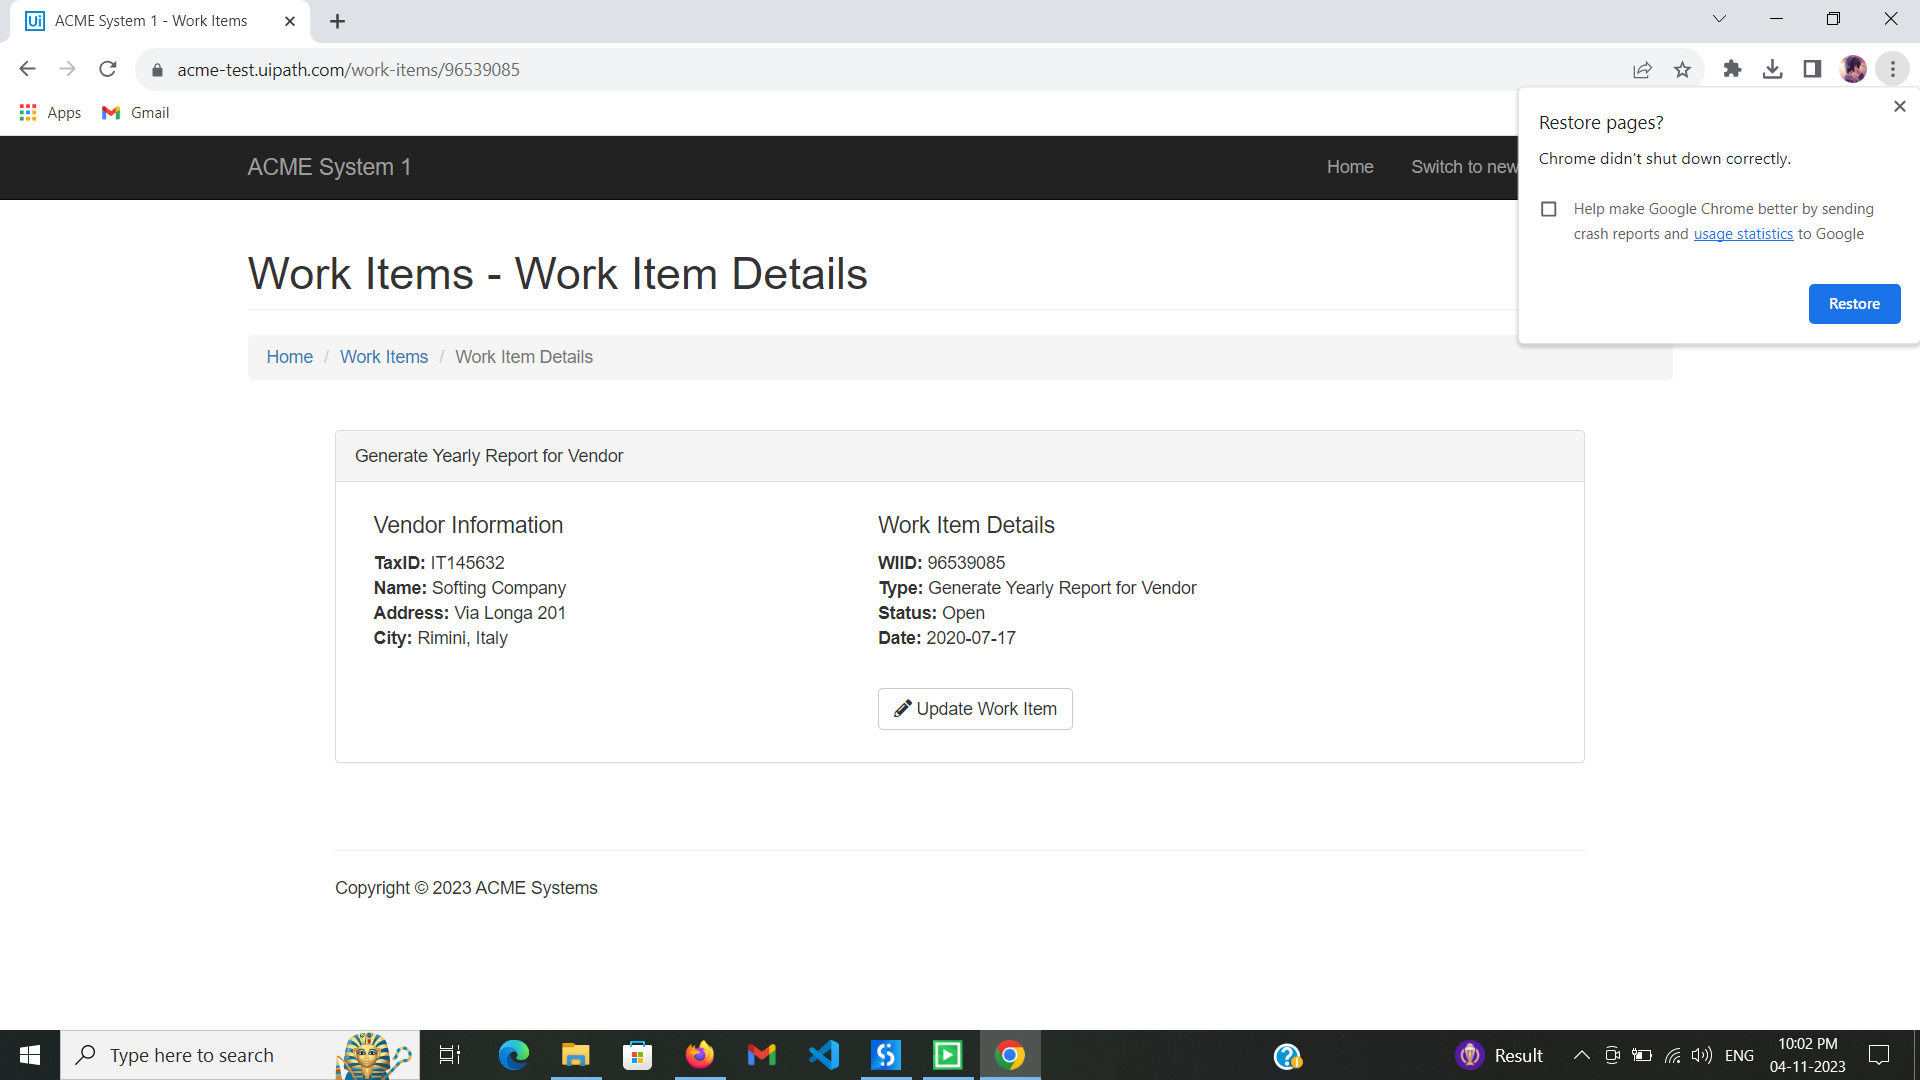 ACME System 1 - Work Items
acme-test.uipath.com/work-items/96539085
Apps
Gmail
Restore pages?
Chrome didn't shut down correctly.
Help make Google Chrome better by sending
crash reports and usage statistics to Google
Restore
ACME System 1
Home
Switch to new
Work Items - Work Item Details
Home / Work Items / Work Item Details
Generate Yearly Report for Vendor
Vendor Information
TaxID: IT145632
Name: Softing Company
Address: Via Longa 201
City: Rimini, Italy
Work Item Details
WIID: 96539085
Type: Generate Yearly Report for Vendor
Status: Open
Date: 2020-07-17
Update Work Item
Copyright © 2023 ACME Systems
Type here to search
Result
ENG
10:02 PM
04-11-2023